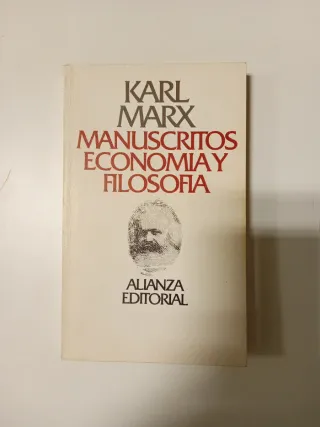 KARL
MARX
MANUSCRITOS
ECONOMIA Y
FILOSOFIA
ALIANZA
EDITORIAL